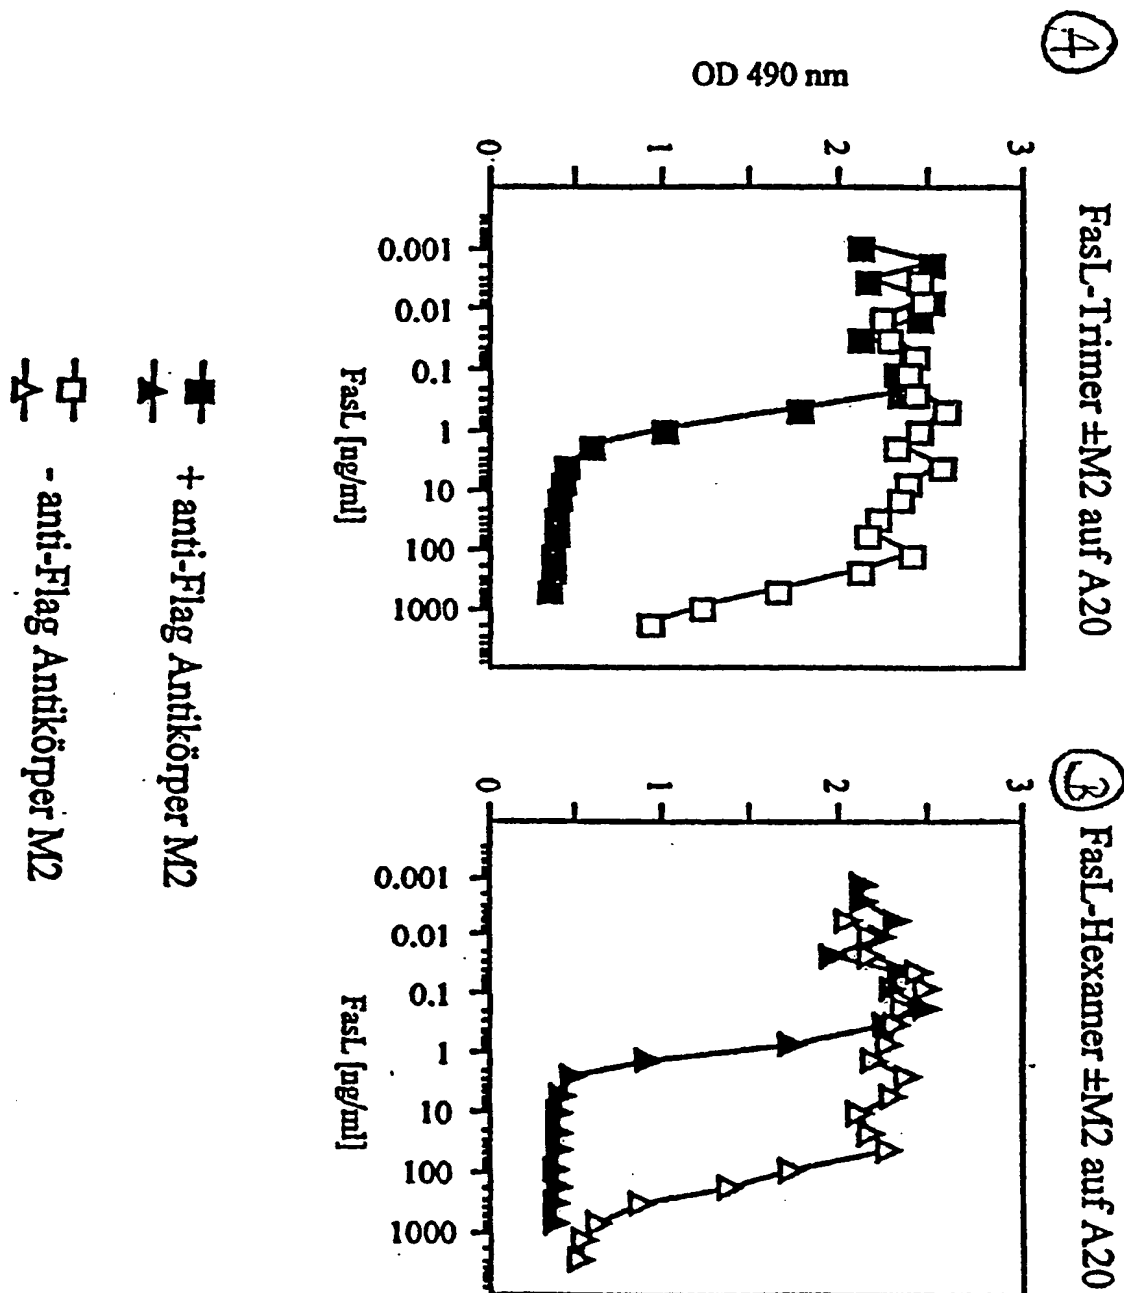 A
FasL-Trimer ±M2 auf A20
OD 490 nm
3
2
1
0
0.001
0.01
0.1
1
10
100
1000
FasL [ng/ml]
B
FasL-Hexamer ±M2 auf A20
3
2
1
0
0.001
0.01
0.1
1
10
100
1000
FasL [ng/ml]
+ anti-Flag Antikörper M2
- anti-Flag Antikörper M2